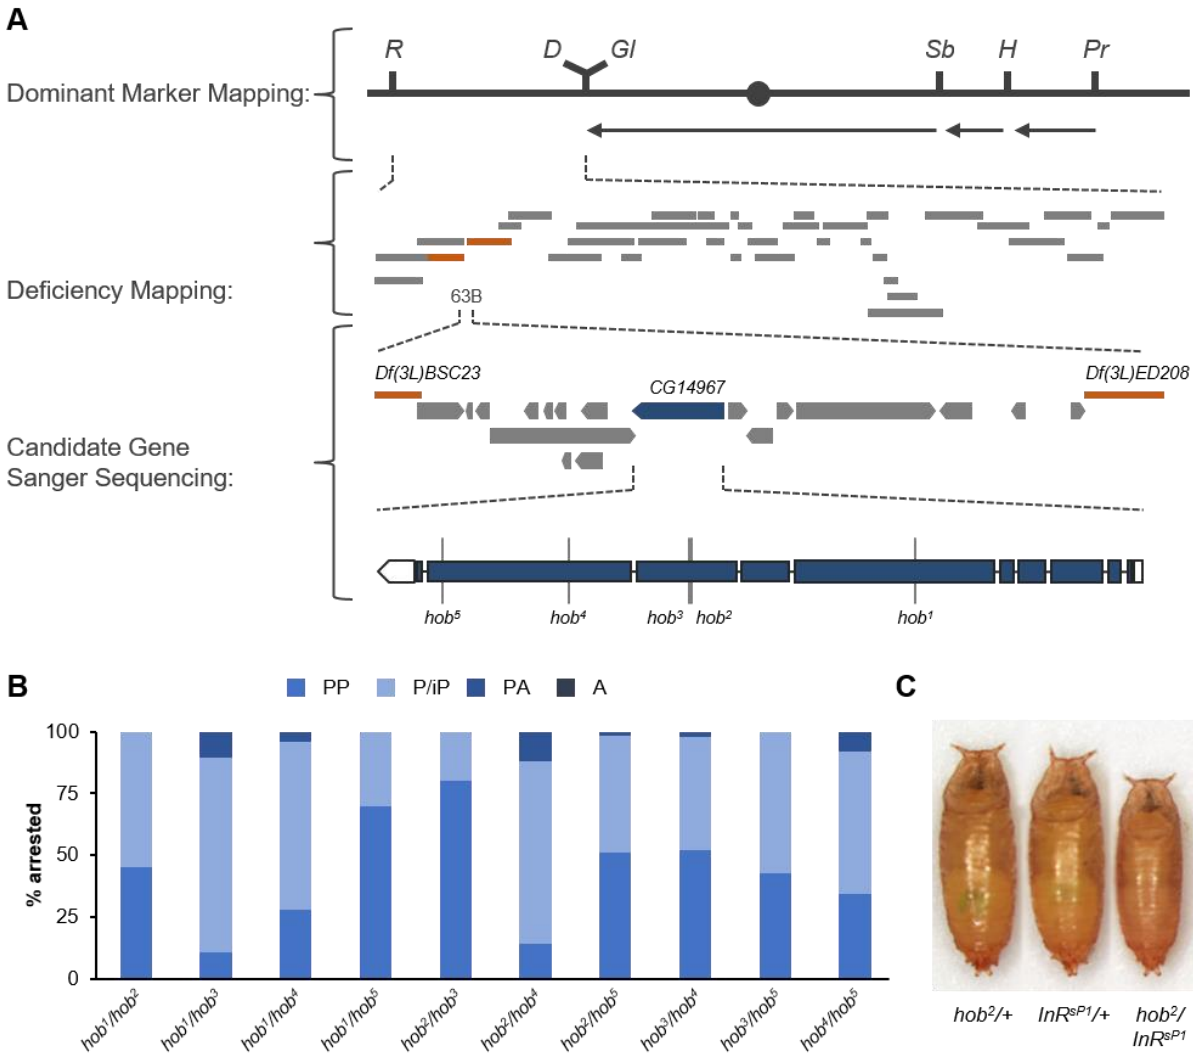 A
R D Gl Sb H Pr
Dominant Marker Mapping:
Deficiency Mapping:
63B
Df(3L)BSC23 CG14967 Df(3L)ED208
Candidate Gene
Sanger Sequencing:
hob⁵ hob⁴ hob³ hob² hob¹
B
PP P/iP PA A
% arrested
100
75
50
25
0
hob¹/hob² hob¹/hob³ hob¹/hob⁴ hob¹/hob⁵ hob²/hob³ hob²/hob⁴ hob²/hob⁵ hob³/hob⁴ hob³/hob⁵ hob⁴/hob⁵
C
hob²/+ InRˢᴾ¹/+ hob²/
InRˢᴾ¹